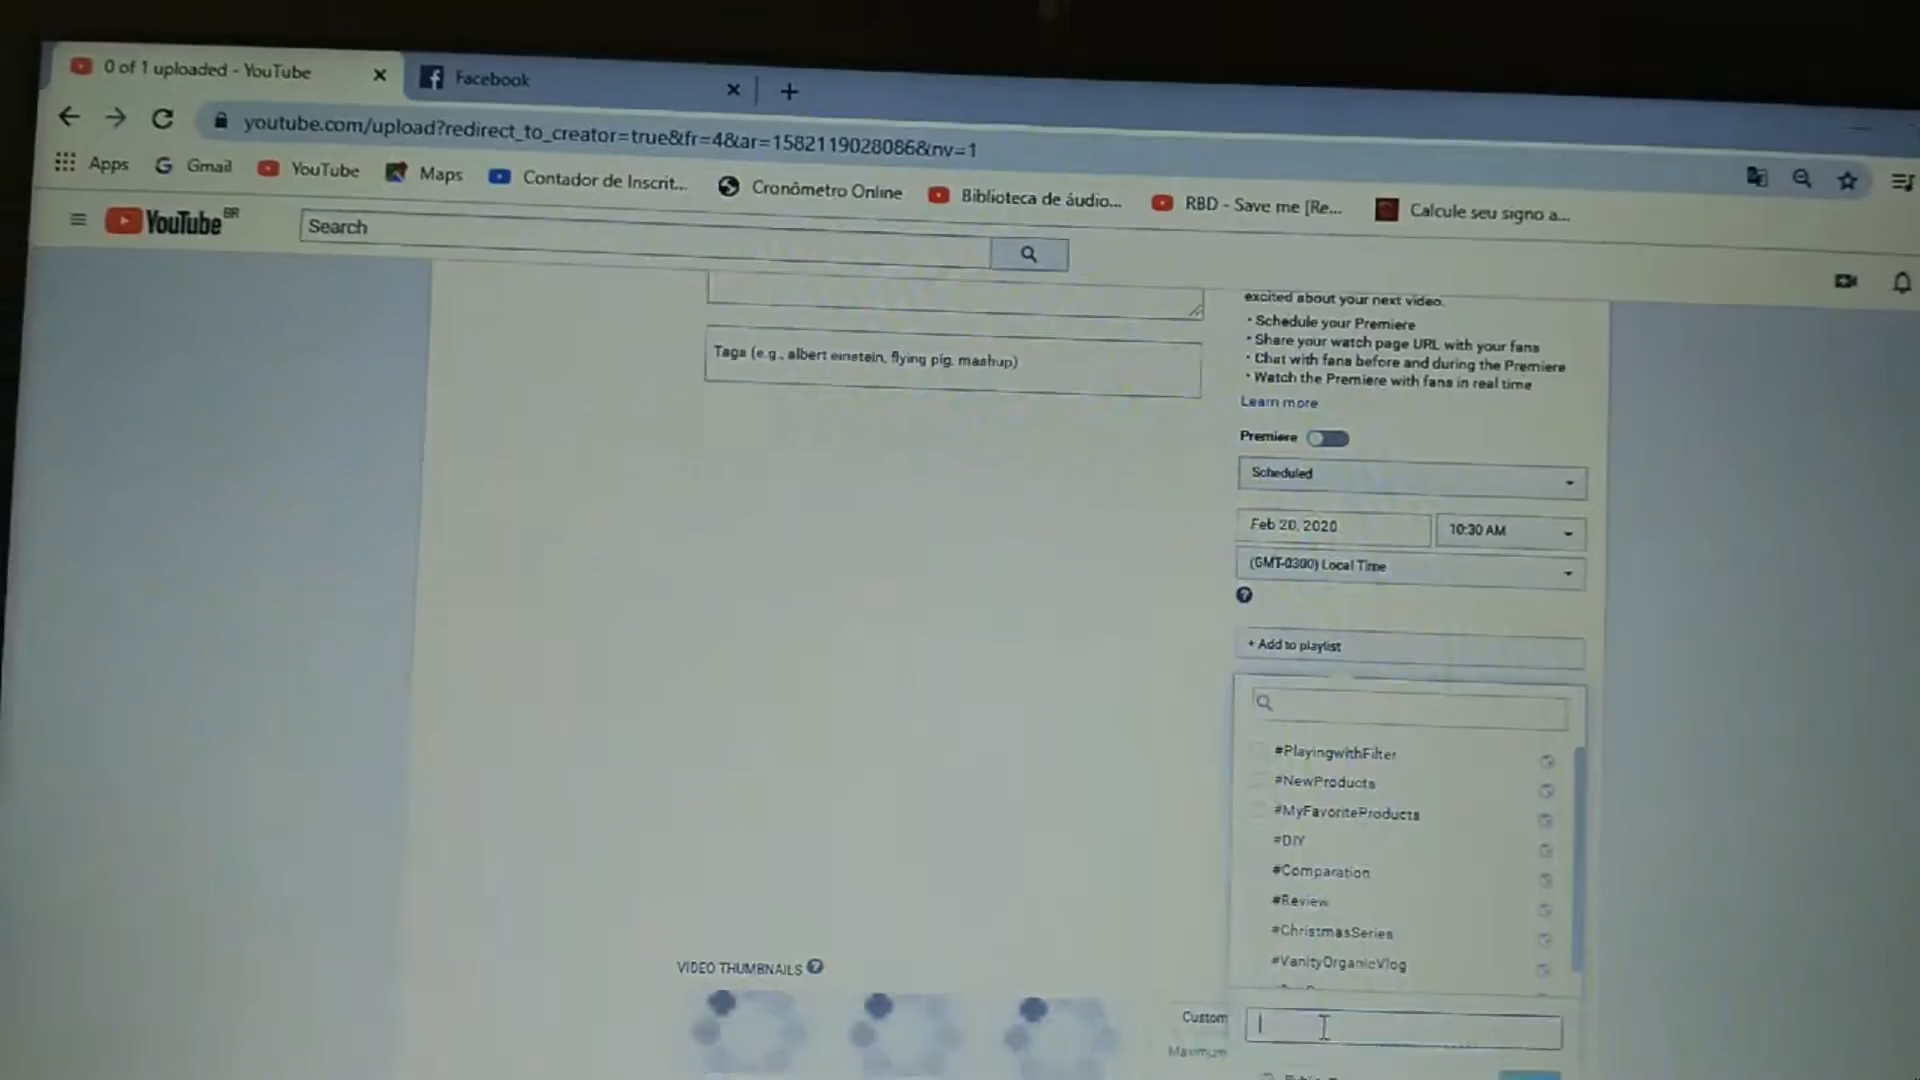 0 of 1 uploaded - YouTube
Facebook
youtube.com/upload?redirect_to_creator=true&fr=4&ar=1582119028086&nv=1
Apps
Gmail
YouTube
Maps
Contador de Inscrit...
Cronômetro Online
Biblioteca de áudio...
RBD - Save me [Re...
Calcule seu signo a...
YouTube BR
Search
excited about your next video.
· Schedule your Premiere
· Share your watch page URL with your fans
· Chat with fans before and during the Premiere
· Watch the Premiere with fans in real time
Learn more
Tags (e.g., albert einstein, flying pig, mashup)
Premiere
Scheduled
Feb 20, 2020
10:30 AM
(GMT-0300) Local Time
+ Add to playlist
#PlayingwithFilter
#NewProducts
#MyFavoriteProducts
#DIY
#Comparation
#Review
#ChristmasSeries
#VanityOrganicVlog
VIDEO THUMBNAILS
Custom
Maximum